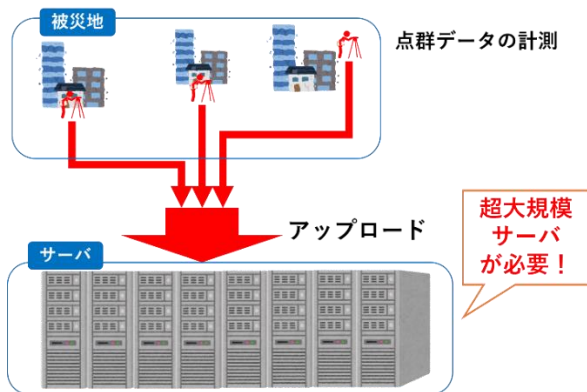 被災地
点群データの計測
アップロード
サーバ
超大規模
サーバ
が必要！